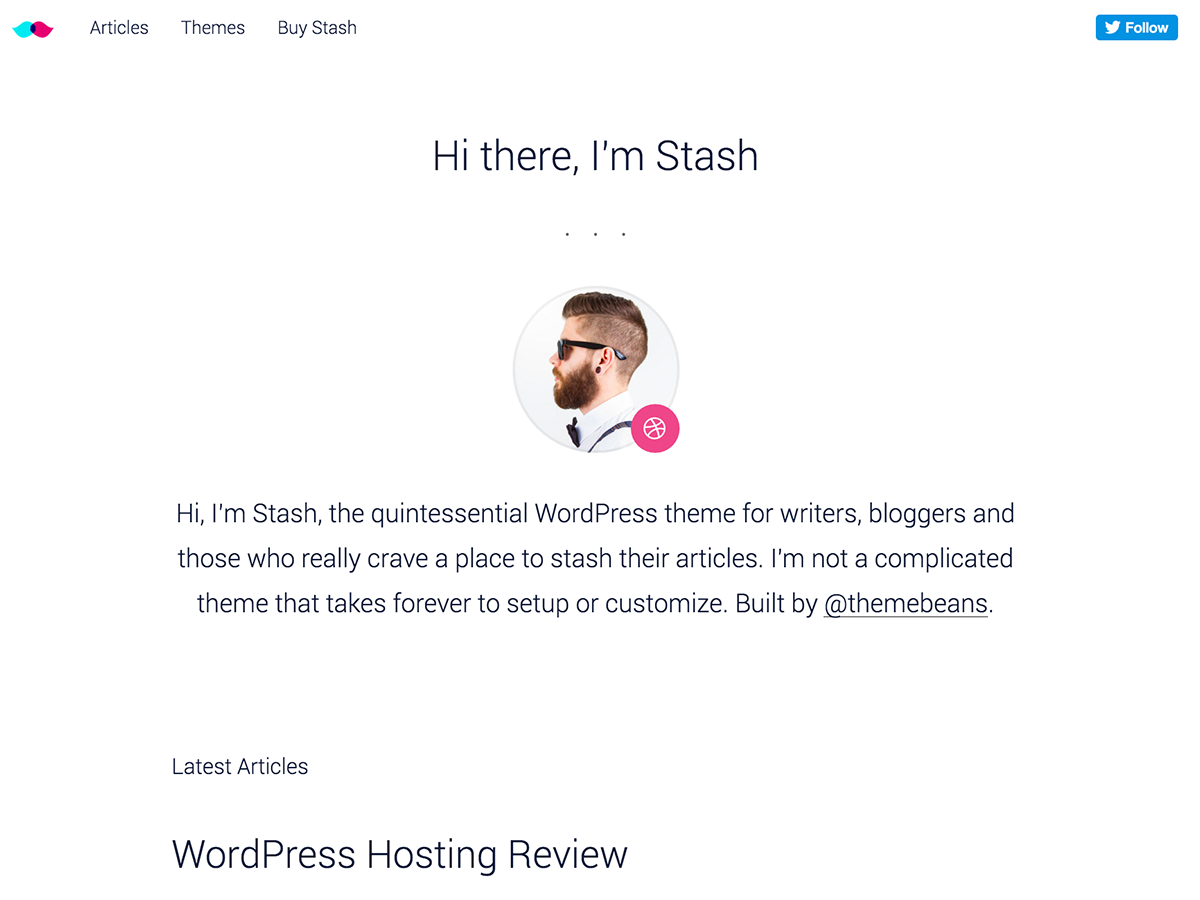 Articles
Themes
Buy Stash
Follow
Hi there, I'm Stash
. . .
Hi, I'm Stash, the quintessential WordPress theme for writers, bloggers and
those who really crave a place to stash their articles. I'm not a complicated
theme that takes forever to setup or customize. Built by @themebeans.
Latest Articles
WordPress Hosting Review